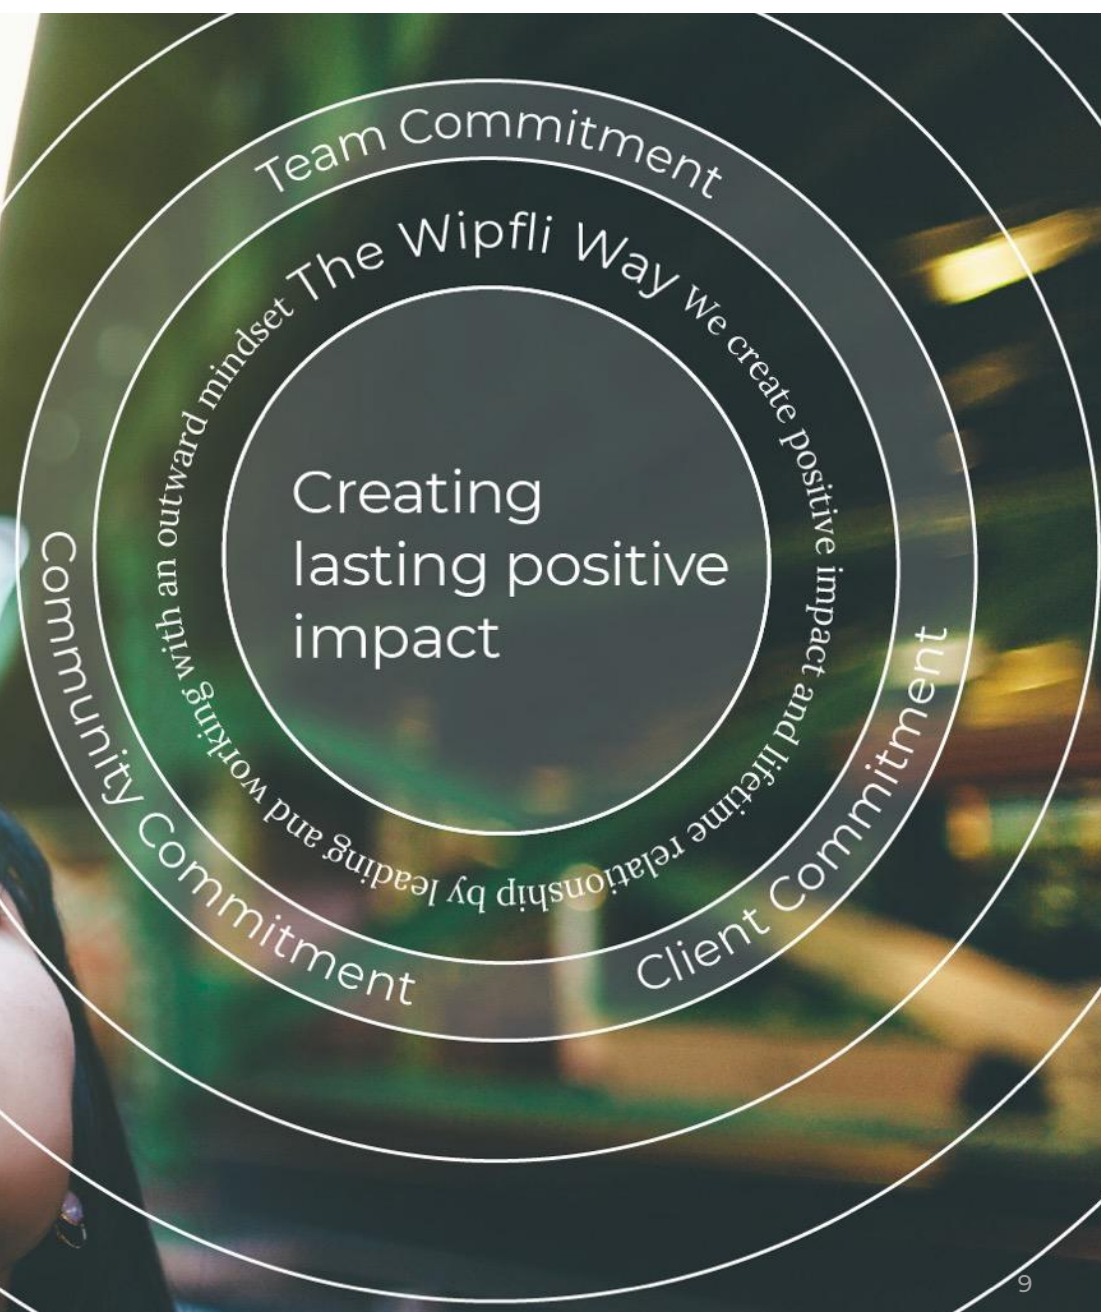 Team Commitment
The Wipfli Way
We create positive impact and lifetime relationship by leading and working with an outward mindset
Creating
lasting positive
impact
Client Commitment
Community Commitment
9